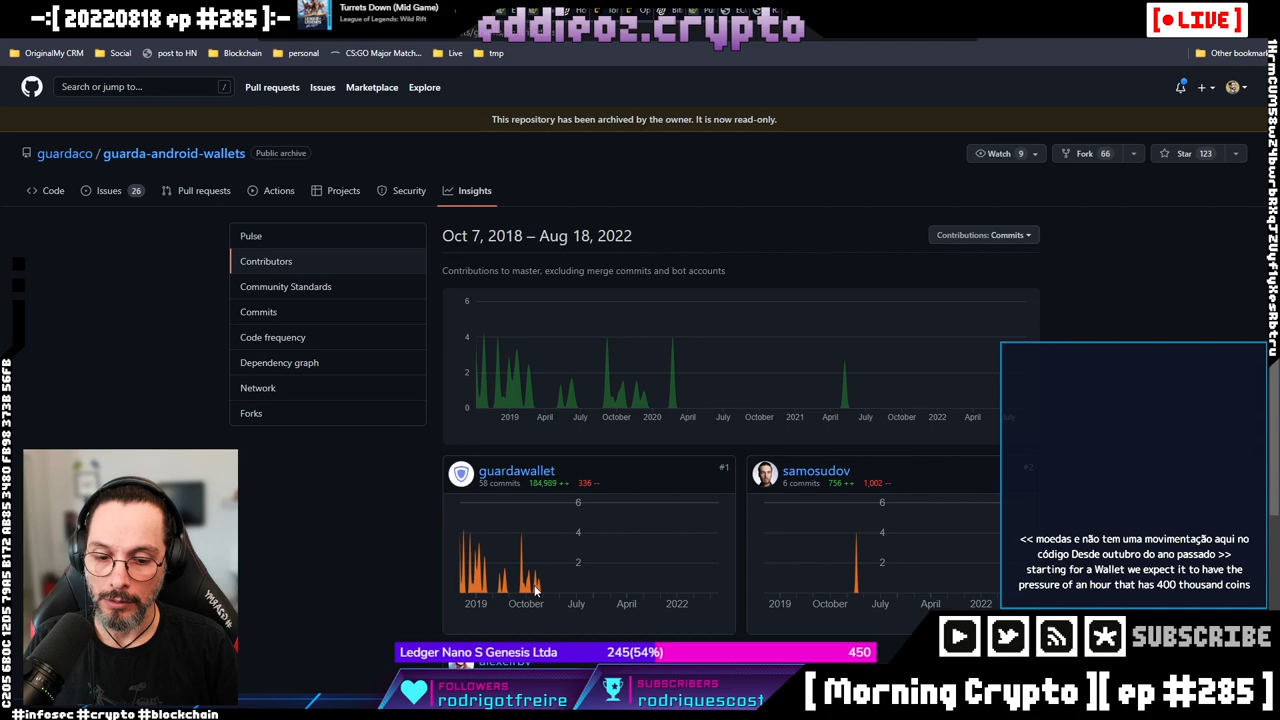 -:[ 20220818 ep #285 ]:-
Turrets Down (Mid Game)
League of Legends: Wild Rift
eddieoz.crypto
[●LIVE]
OriginalMy CRM
Social
post to HN
Blockchain
personal
CS:GO Major Match...
Live
tmp
Other bookmark
Search or jump to...
/
Pull requests
Issues
Marketplace
Explore
This repository has been archived by the owner. It is now read-only.
guardaco / guarda-android-wallets
Public archive
Watch 9
Fork 66
Star 123
Code
Issues 26
Pull requests
Actions
Projects
Security
Insights
Pulse
Contributors
Community Standards
Commits
Code frequency
Dependency graph
Network
Forks
Oct 7, 2018 – Aug 18, 2022
Contributions: Commits
Contributions to master, excluding merge commits and bot accounts
6
4
2
0
2019 April July October 2020 April July October 2021 April July October 2022 April July
guardawallet
#1
58 commits 184,989 ++ 336 --
6
4
2
2019 October July April 2022
samosudov
#2
6 commits 756 ++ 1,002 --
6
4
2
2019 October July April 2022
<< moedas e não tem uma movimentação aqui no
código Desde outubro do ano passado >>
starting for a Wallet we expect it to have the
pressure of an hour that has 400 thousand coins
Ledger Nano S Genesis Ltda
245(54%)
450
FOLLOWERS
rodrigotfreire
SUBSCRIBERS
rodriguescost
SUBSCRIBE
[ Morning Crypto ][ ep #285 ]
#infosec #crypto #blockchain